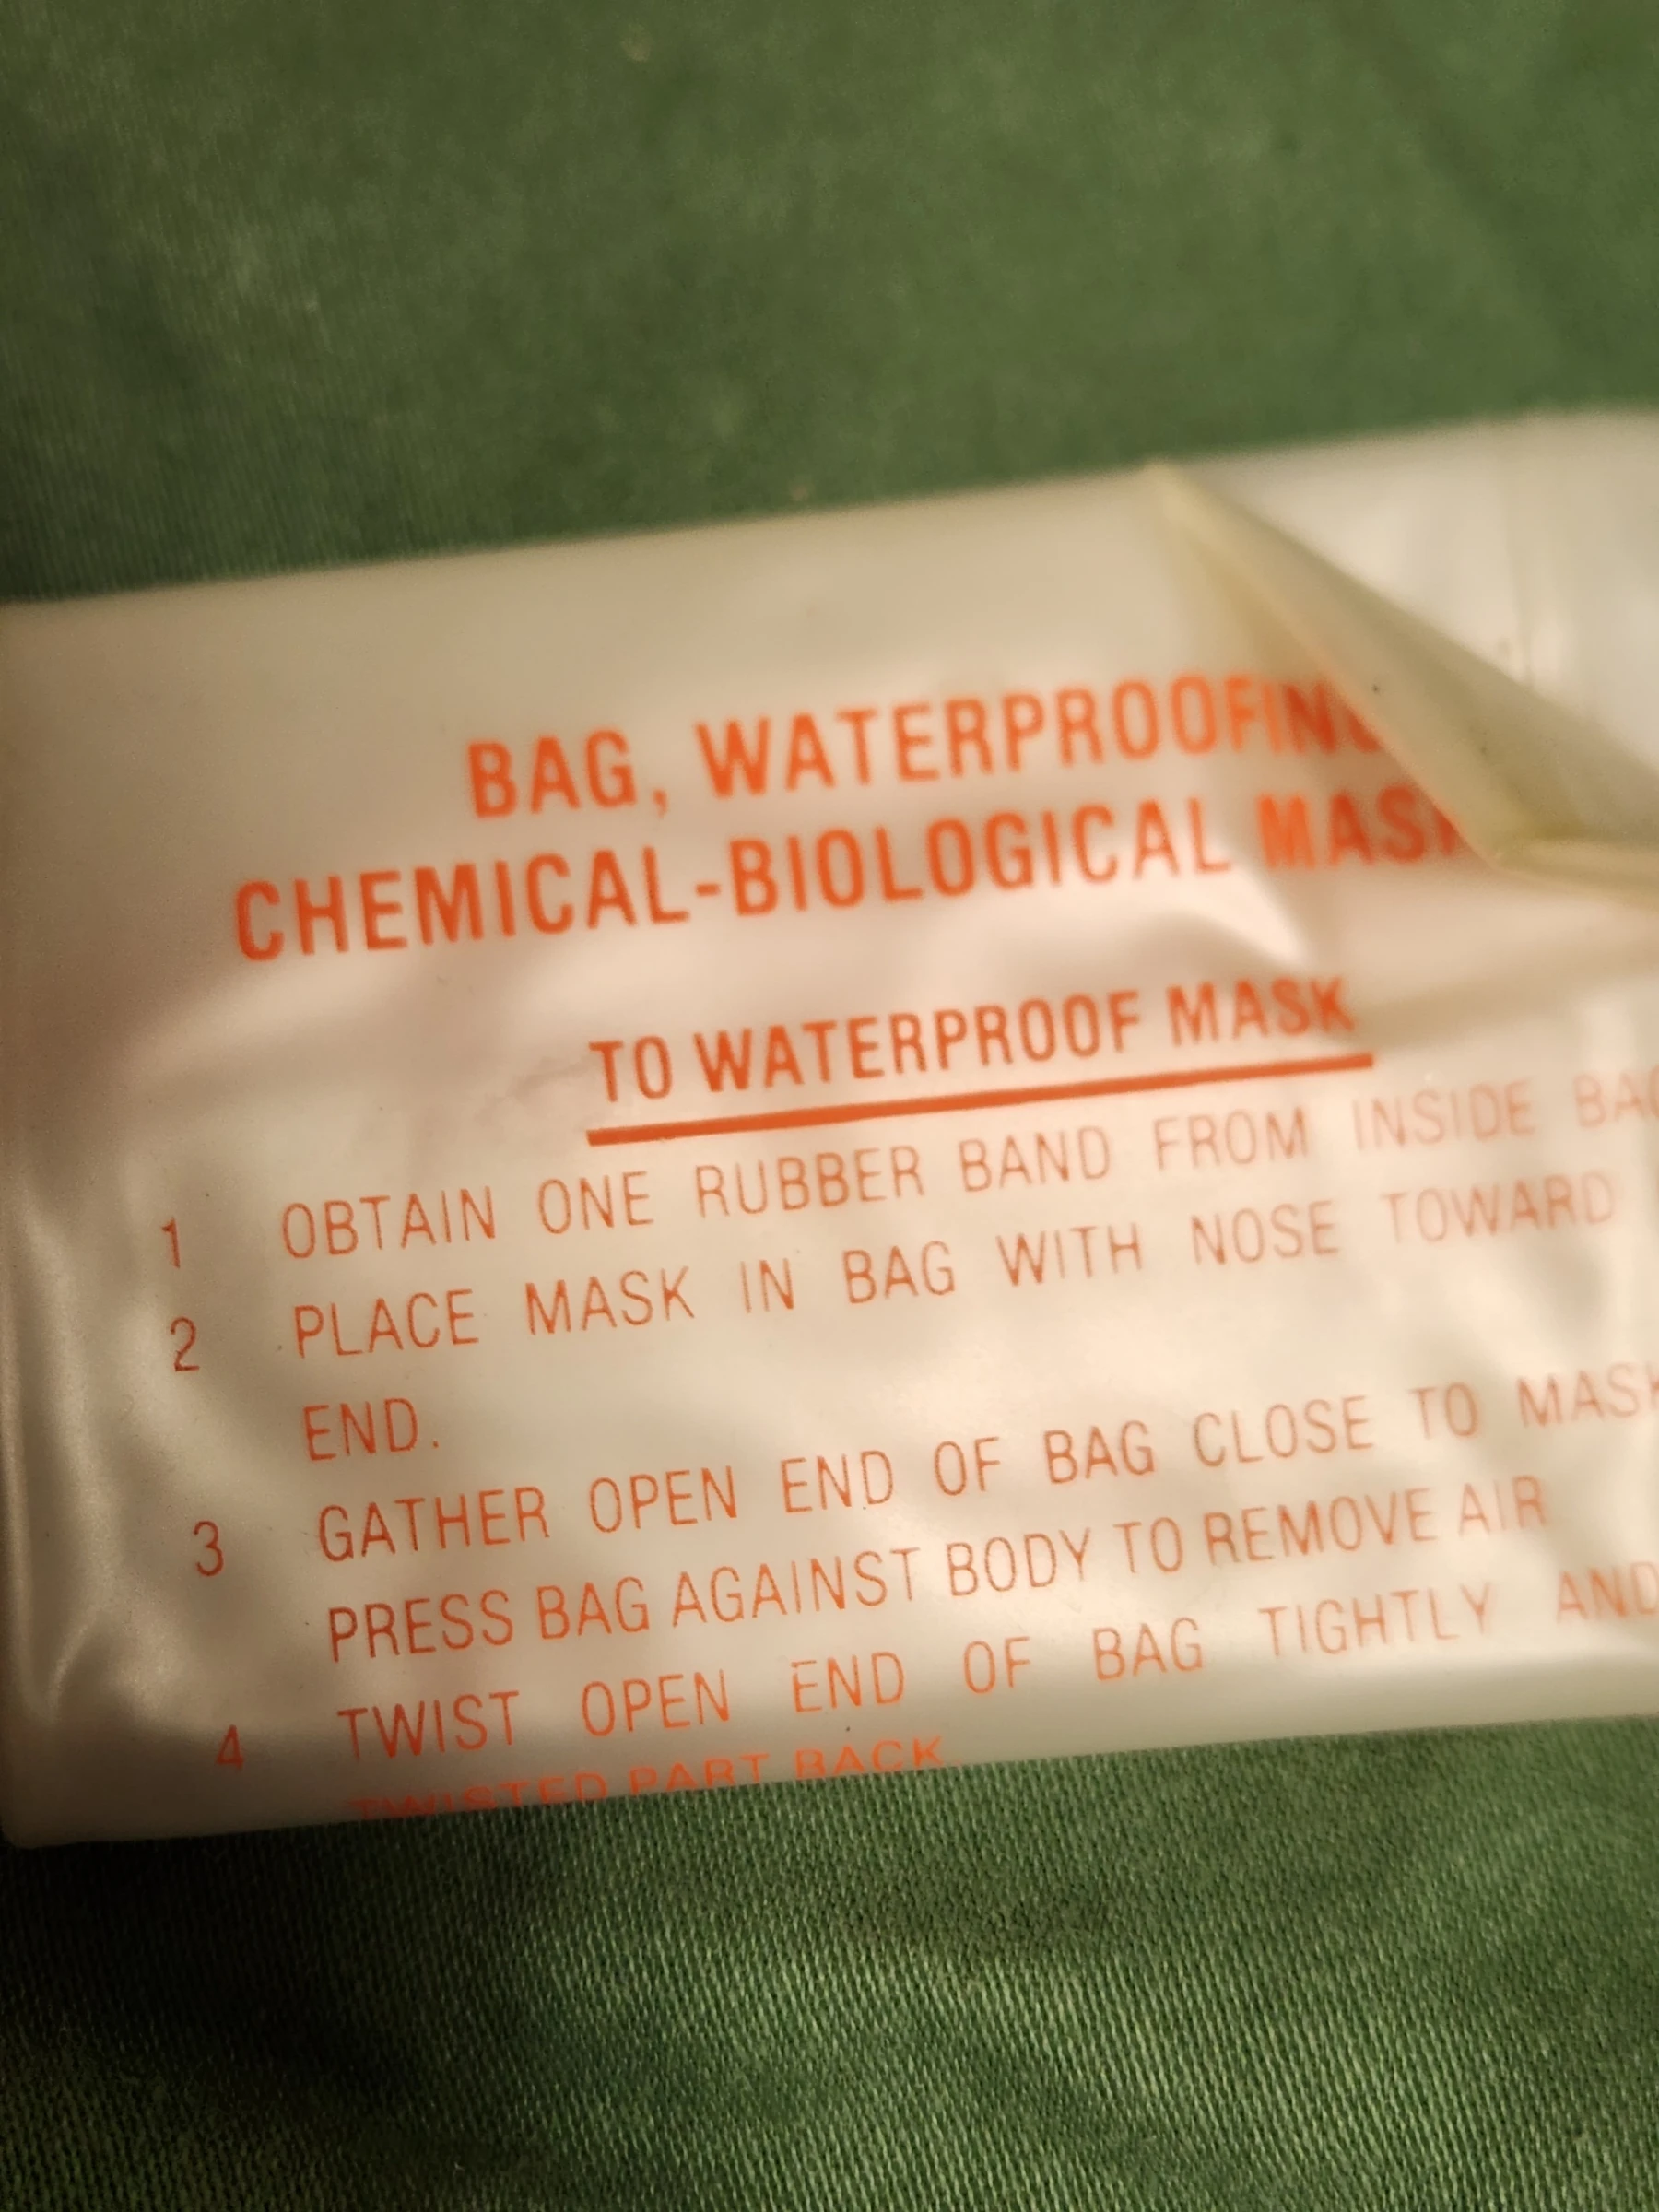 BAG, WATERPROOFING
CHEMICAL-BIOLOGICAL MASK
TO WATERPROOF MASK
1 OBTAIN ONE RUBBER BAND FROM INSIDE BAG
2 PLACE MASK IN BAG WITH NOSE TOWARD
END.
3 GATHER OPEN END OF BAG CLOSE TO MASK
PRESS BAG AGAINST BODY TO REMOVE AIR
4 TWIST OPEN END OF BAG TIGHTLY AND
TWISTED PART BACK